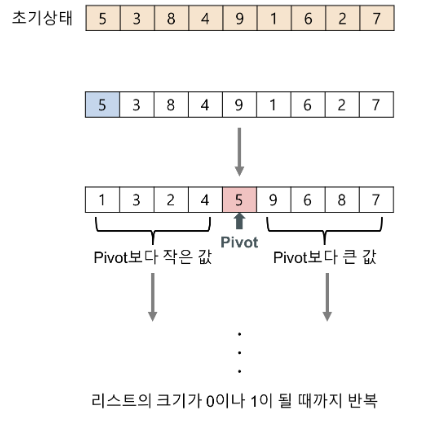 초기상태 5 3 8 4 9 1 6 2 7
5 3 8 4 9 1 6 2 7
1 3 2 4 5 9 6 8 7
Pivot
Pivot보다 작은 값 Pivot보다 큰 값
리스트의 크기가 0이나 1이 될 때까지 반복